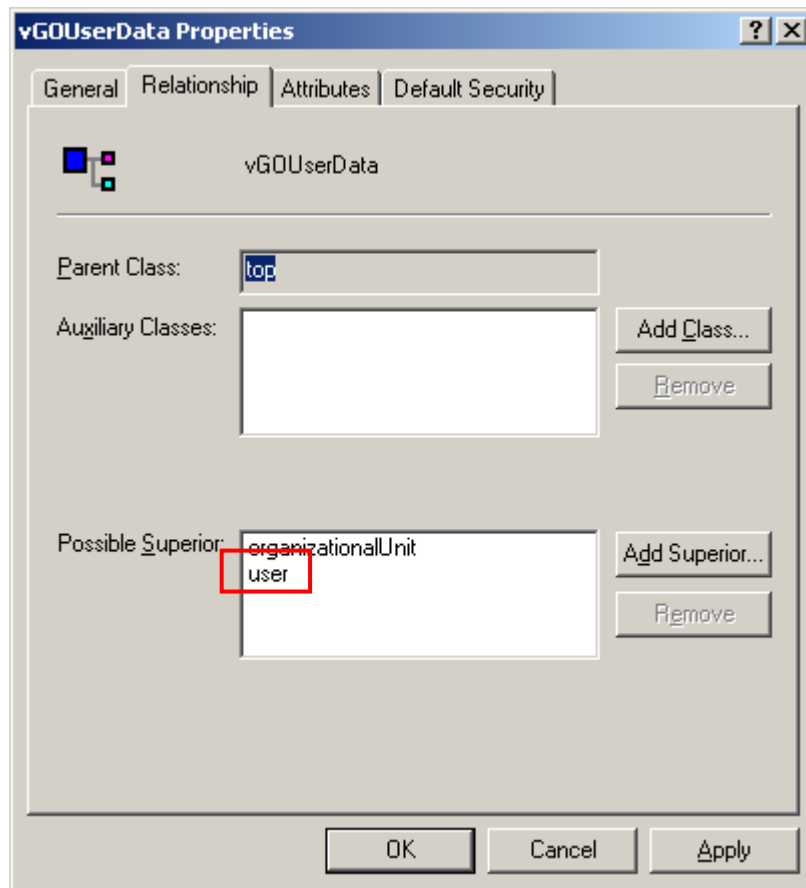 vGOUserData Properties
General Relationship Attributes Default Security
vGOUserData
Parent Class: top
Auxiliary Classes: Add Class...
Remove
Possible Superior: organizationalUnit Add Superior...
user
Remove
OK Cancel Apply